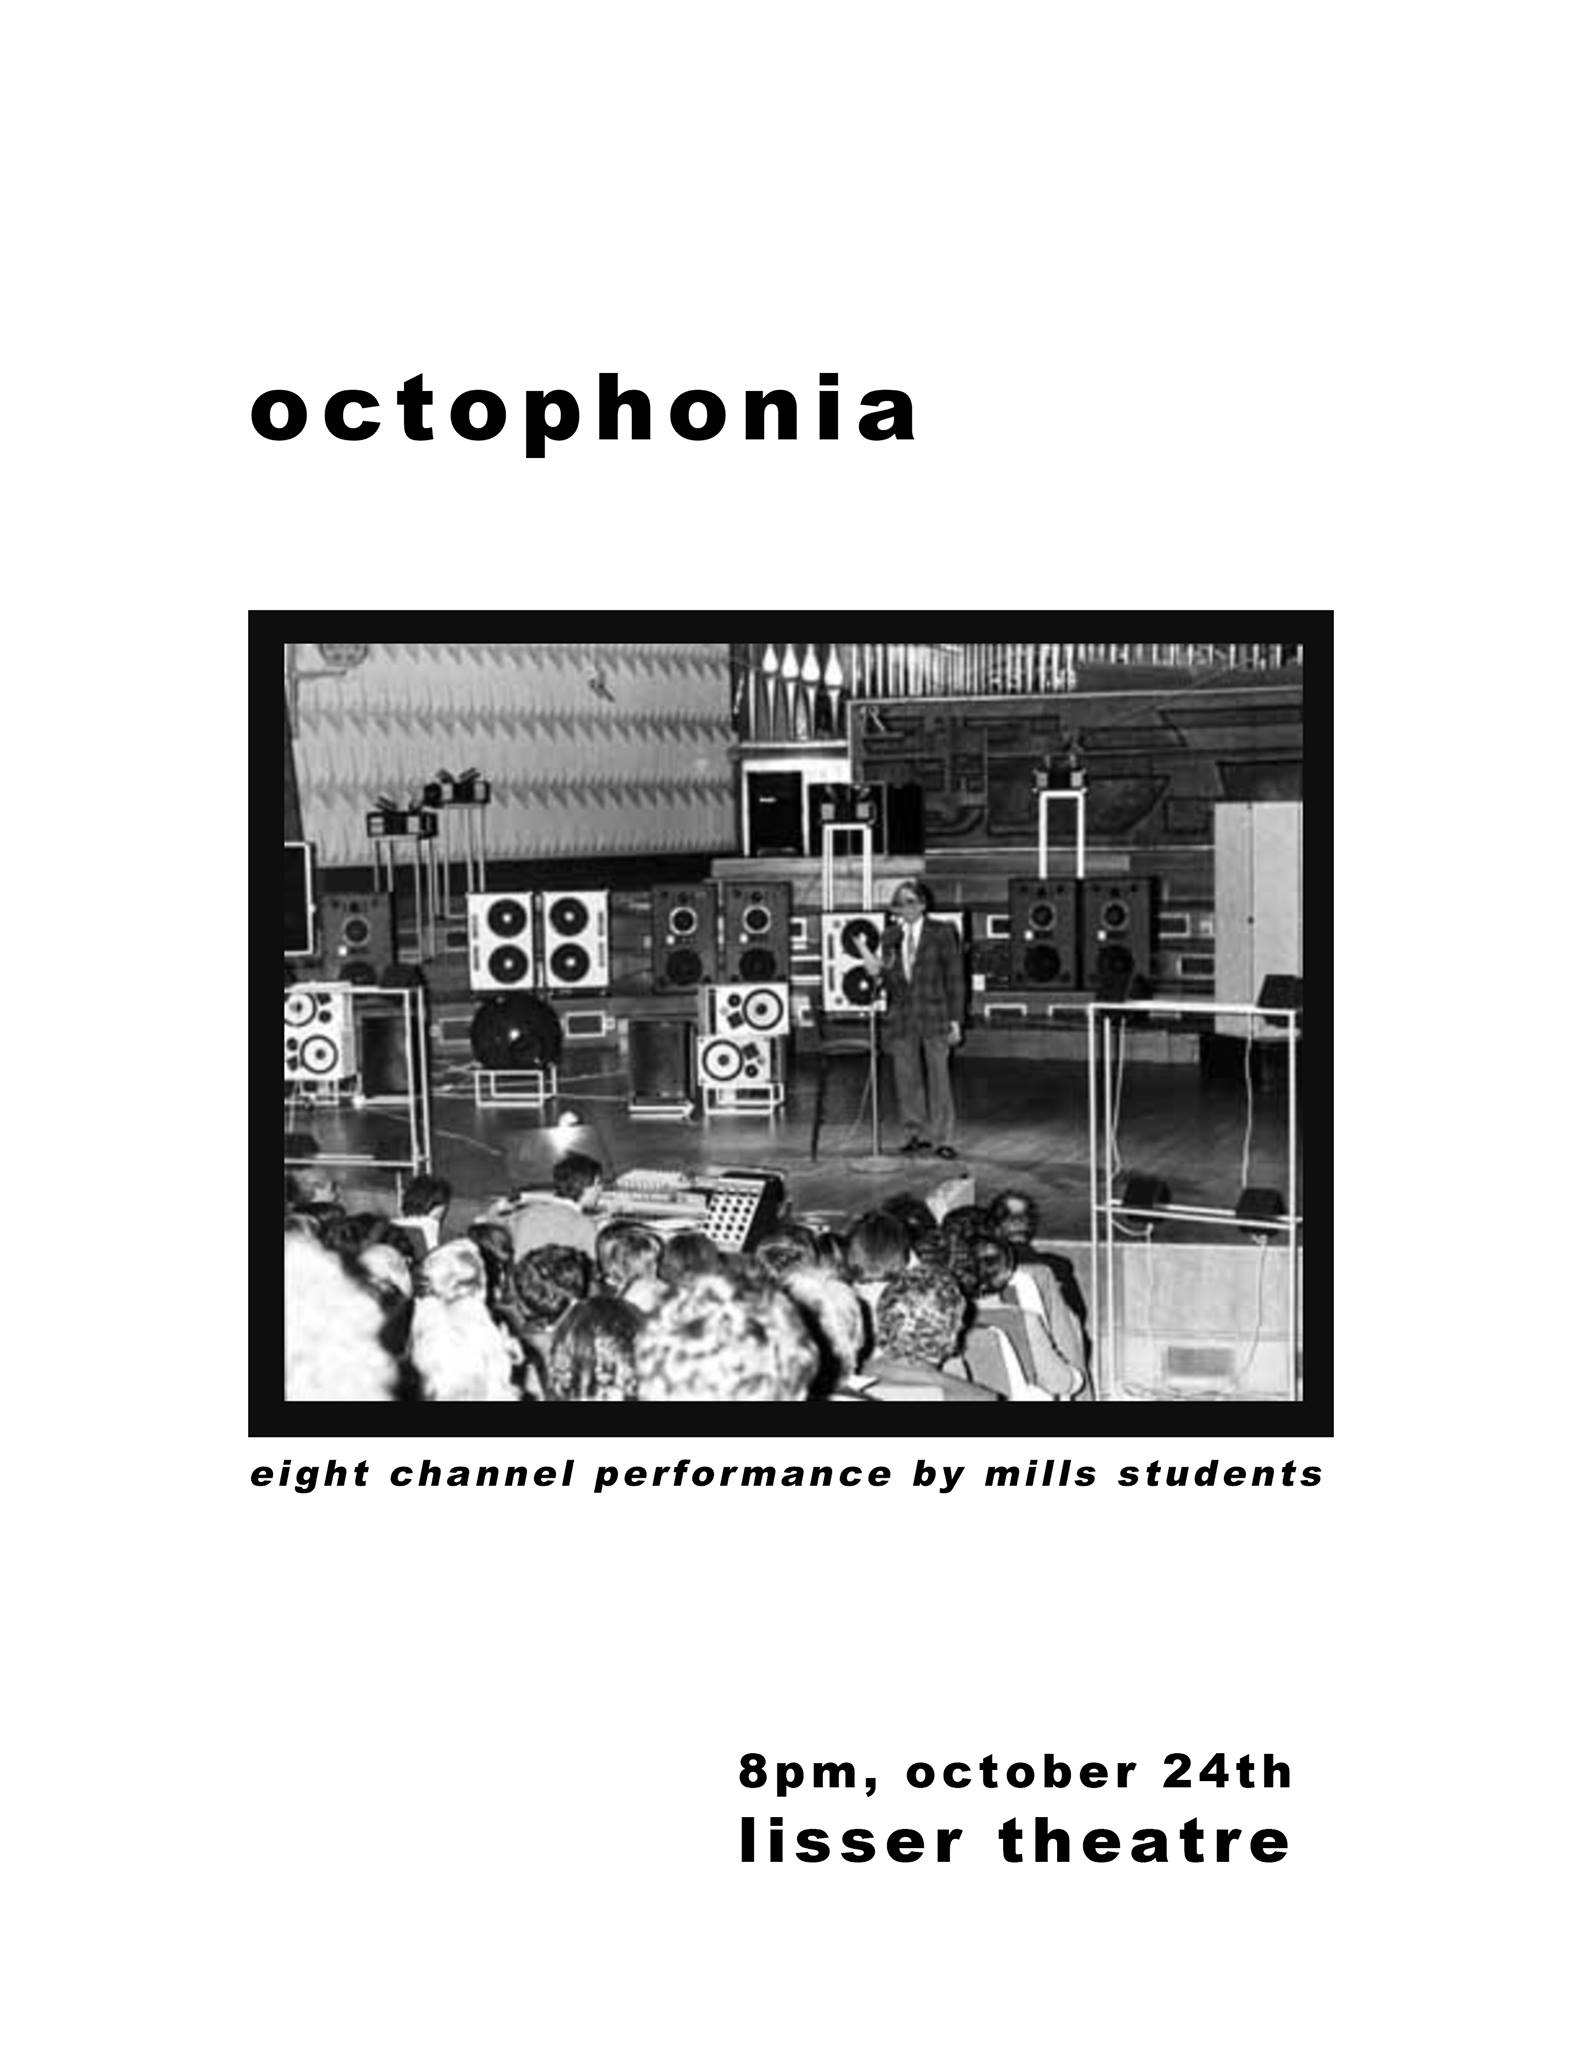 octophonia
eight channel performance by mills students
8pm, october 24th
lisser theatre